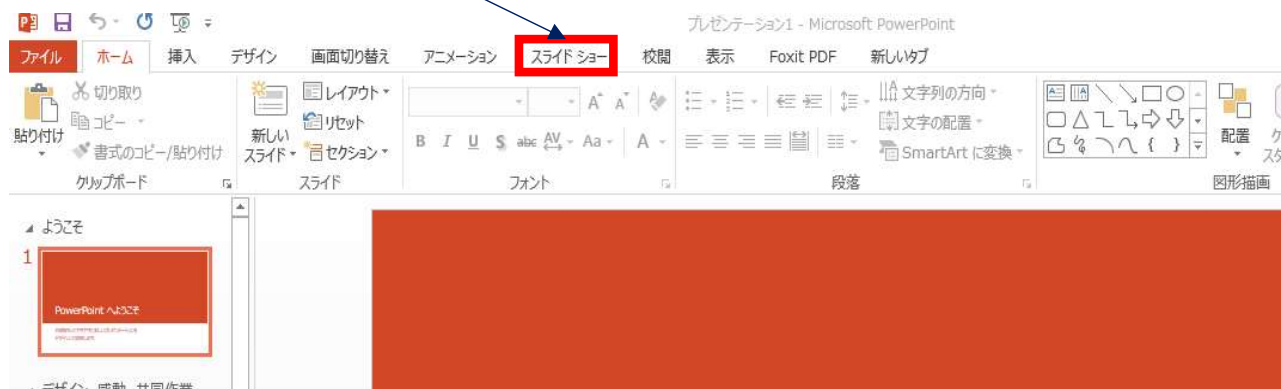 プレゼンテーション1 - Microsoft PowerPoint
ファイル ホーム 挿入 デザイン 画面切り替え アニメーション スライド ショー 校閲 表示 Foxit PDF 新しいタブ
貼り付け
切り取り
コピー
書式のコピー/貼り付け
クリップボード
新しい
スライド
レイアウト
リセット
セクション
スライド
A A
B I U S abc AV Aa A
フォント
文字列の方向
文字の配置
SmartArt に変換
段落
配置
図形描画
ようこそ
1
PowerPoint へようこそ